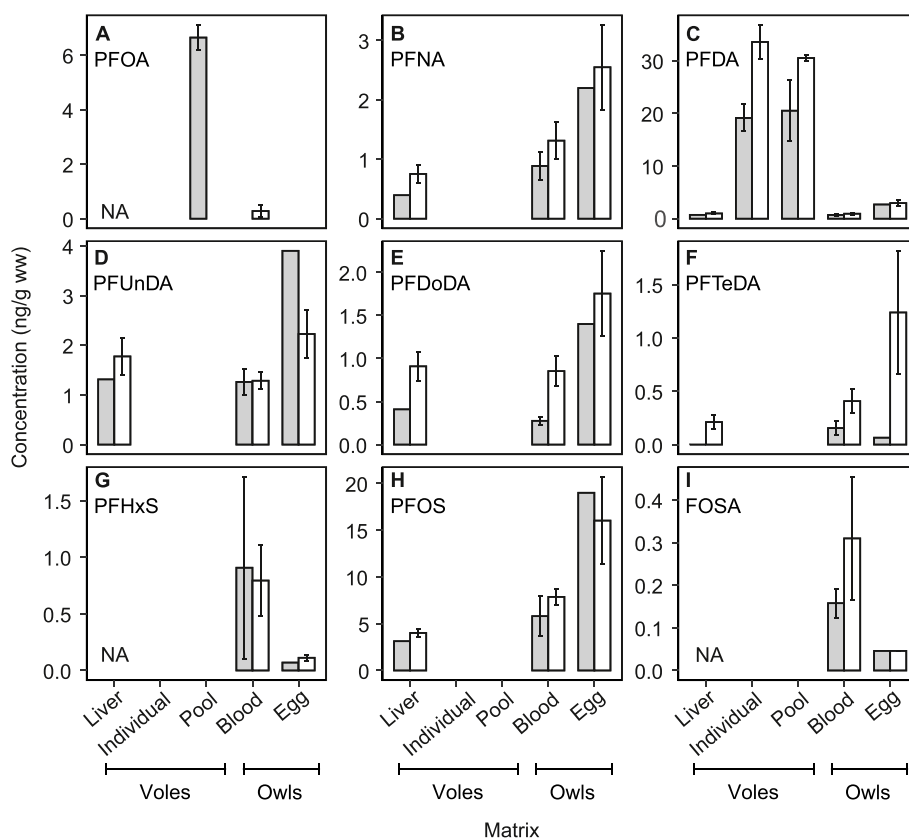 A
PFOA
6
4
2
0
NA
B
PFNA
3
2
1
0
C
PFDA
30
20
10
0
Concentration (ng/g ww)
D
PFUnDA
4
3
2
1
0
E
PFDoDA
2.0
1.5
1.0
0.5
0.0
F
PFTeDA
1.5
1.0
0.5
0.0
G
PFHxS
1.5
1.0
0.5
0.0
NA
H
PFOS
20
15
10
5
0
I
FOSA
0.4
0.3
0.2
0.1
0.0
NA
Liver Individual Pool Blood Egg
Liver Individual Pool Blood Egg
Liver Individual Pool Blood Egg
Voles Owls
Voles Owls
Voles Owls
Matrix